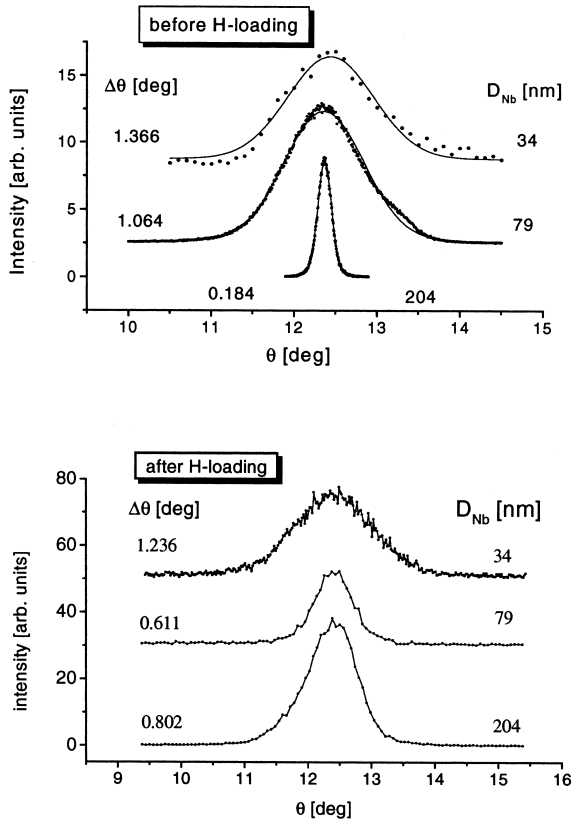 before H-loading
Δθ [deg]
D_Nb [nm]
1.366
34
1.064
79
0.184
204
Intensity [arb. units]
15
10
5
0
10 11 12 13 14 15
θ [deg]
after H-loading
Δθ [deg]
D_Nb [nm]
1.236
34
0.611
79
0.802
204
intensity [arb. units]
80
60
40
20
0
9 10 11 12 13 14 15 16
θ [deg]